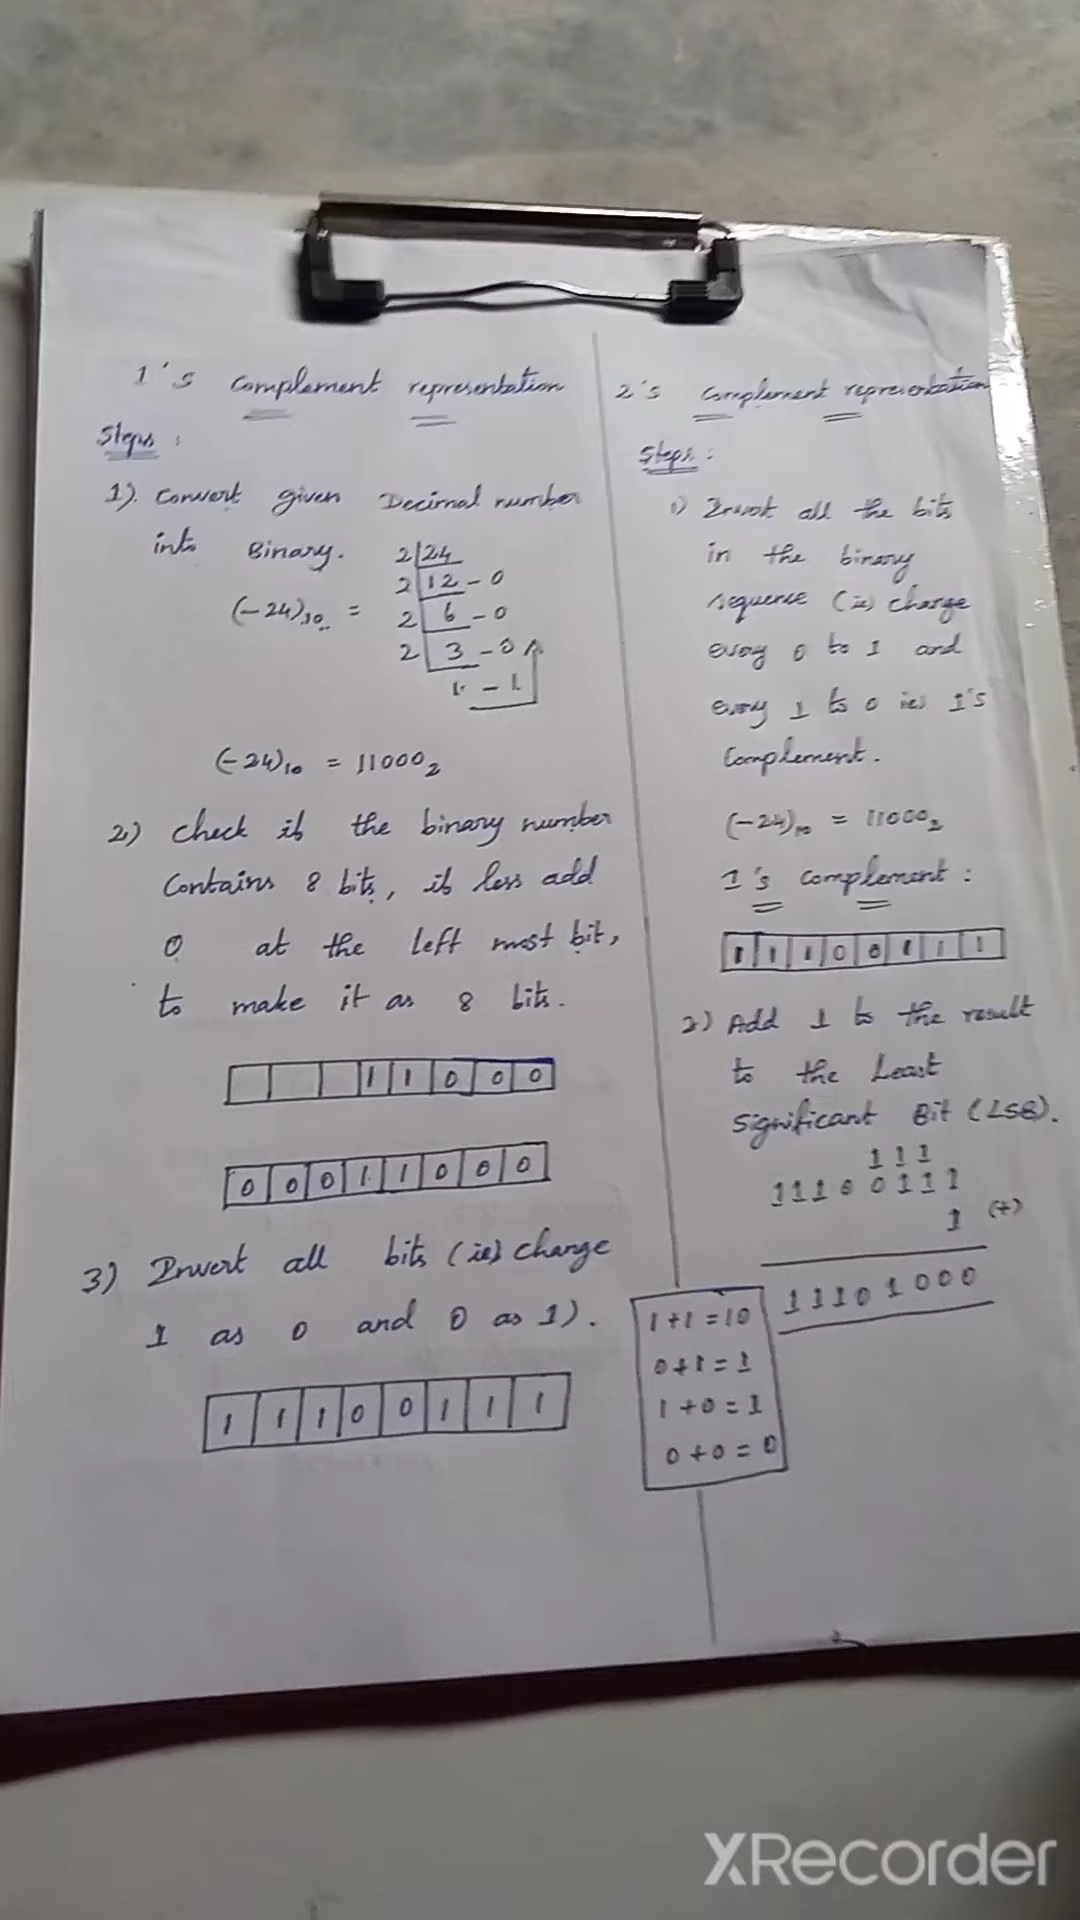 1's Complement representation
Steps :
1). Convert given Decimal number
into Binary.
(-24)10 =
2 24
2 12 - 0
2 6 - 0
2 3 - 0
1 - 1
(-24)10 = 110002
2) Check if the binary number
Contains 8 bits, if less add
0 at the left most bit,
to make it as 8 bits.
1 1 0 0 0
0 0 0 1 1 0 0 0
3) Invert all bits (ie) change
1 as 0 and 0 as 1).
1 1 1 0 0 1 1 1
2's Complement representation
Steps :
1) Invert all the bits
in the binary
sequence (ie) change
every 0 to 1 and
every 1 to 0 ie) 1's
Complement.
(-24)10 = 110002
1's Complement :
1 1 1 0 0 1 1 1
2) Add 1 to the result
to the Least
Significant Bit (LSB).
1 1 1
1 1 1 0 0 1 1 1
1 (+)
1 1 1 0 1 0 0 0
1 + 1 = 10
0 + 1 = 1
1 + 0 = 1
0 + 0 = 0
XRecorder